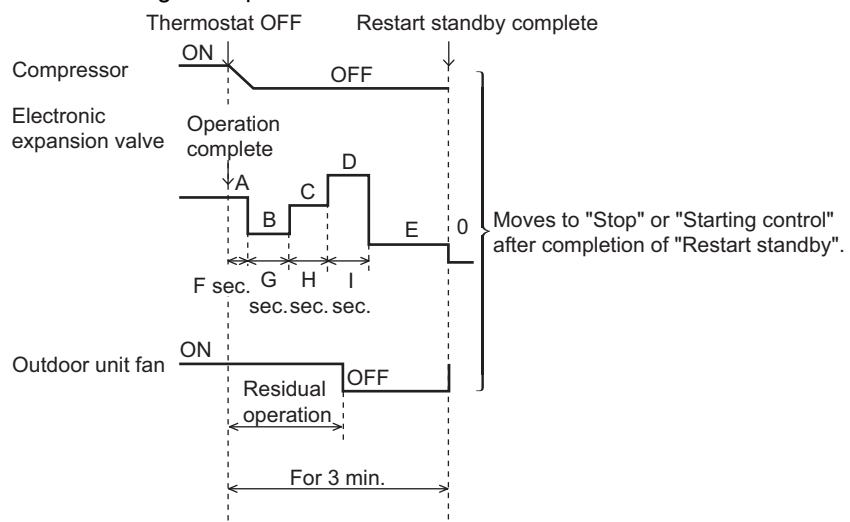 Thermostat OFF
Restart standby complete
ON
Compressor
OFF
Electronic
expansion valve
Operation
complete
A
B
C
D
E
0
Moves to "Stop" or "Starting control"
after completion of "Restart standby".
F sec.
G
H
I
sec. sec. sec.
ON
Outdoor unit fan
OFF
Residual
operation
For 3 min.